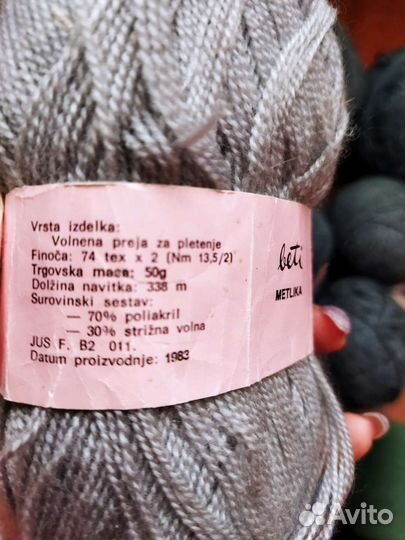 Vrsta izdelka:
Volnena preja za pletenje
Finoča: 74 tex x 2 (Nm 13,5/2)
Trgovska masa: 50g
Dolžina navitka: 338 m
Surovinski sestav:
— 70% poliakril
— 30% strižna volna
JUS F. B2 011.
Datum proizvodnje: 1983
beti
METLIKA
Avito